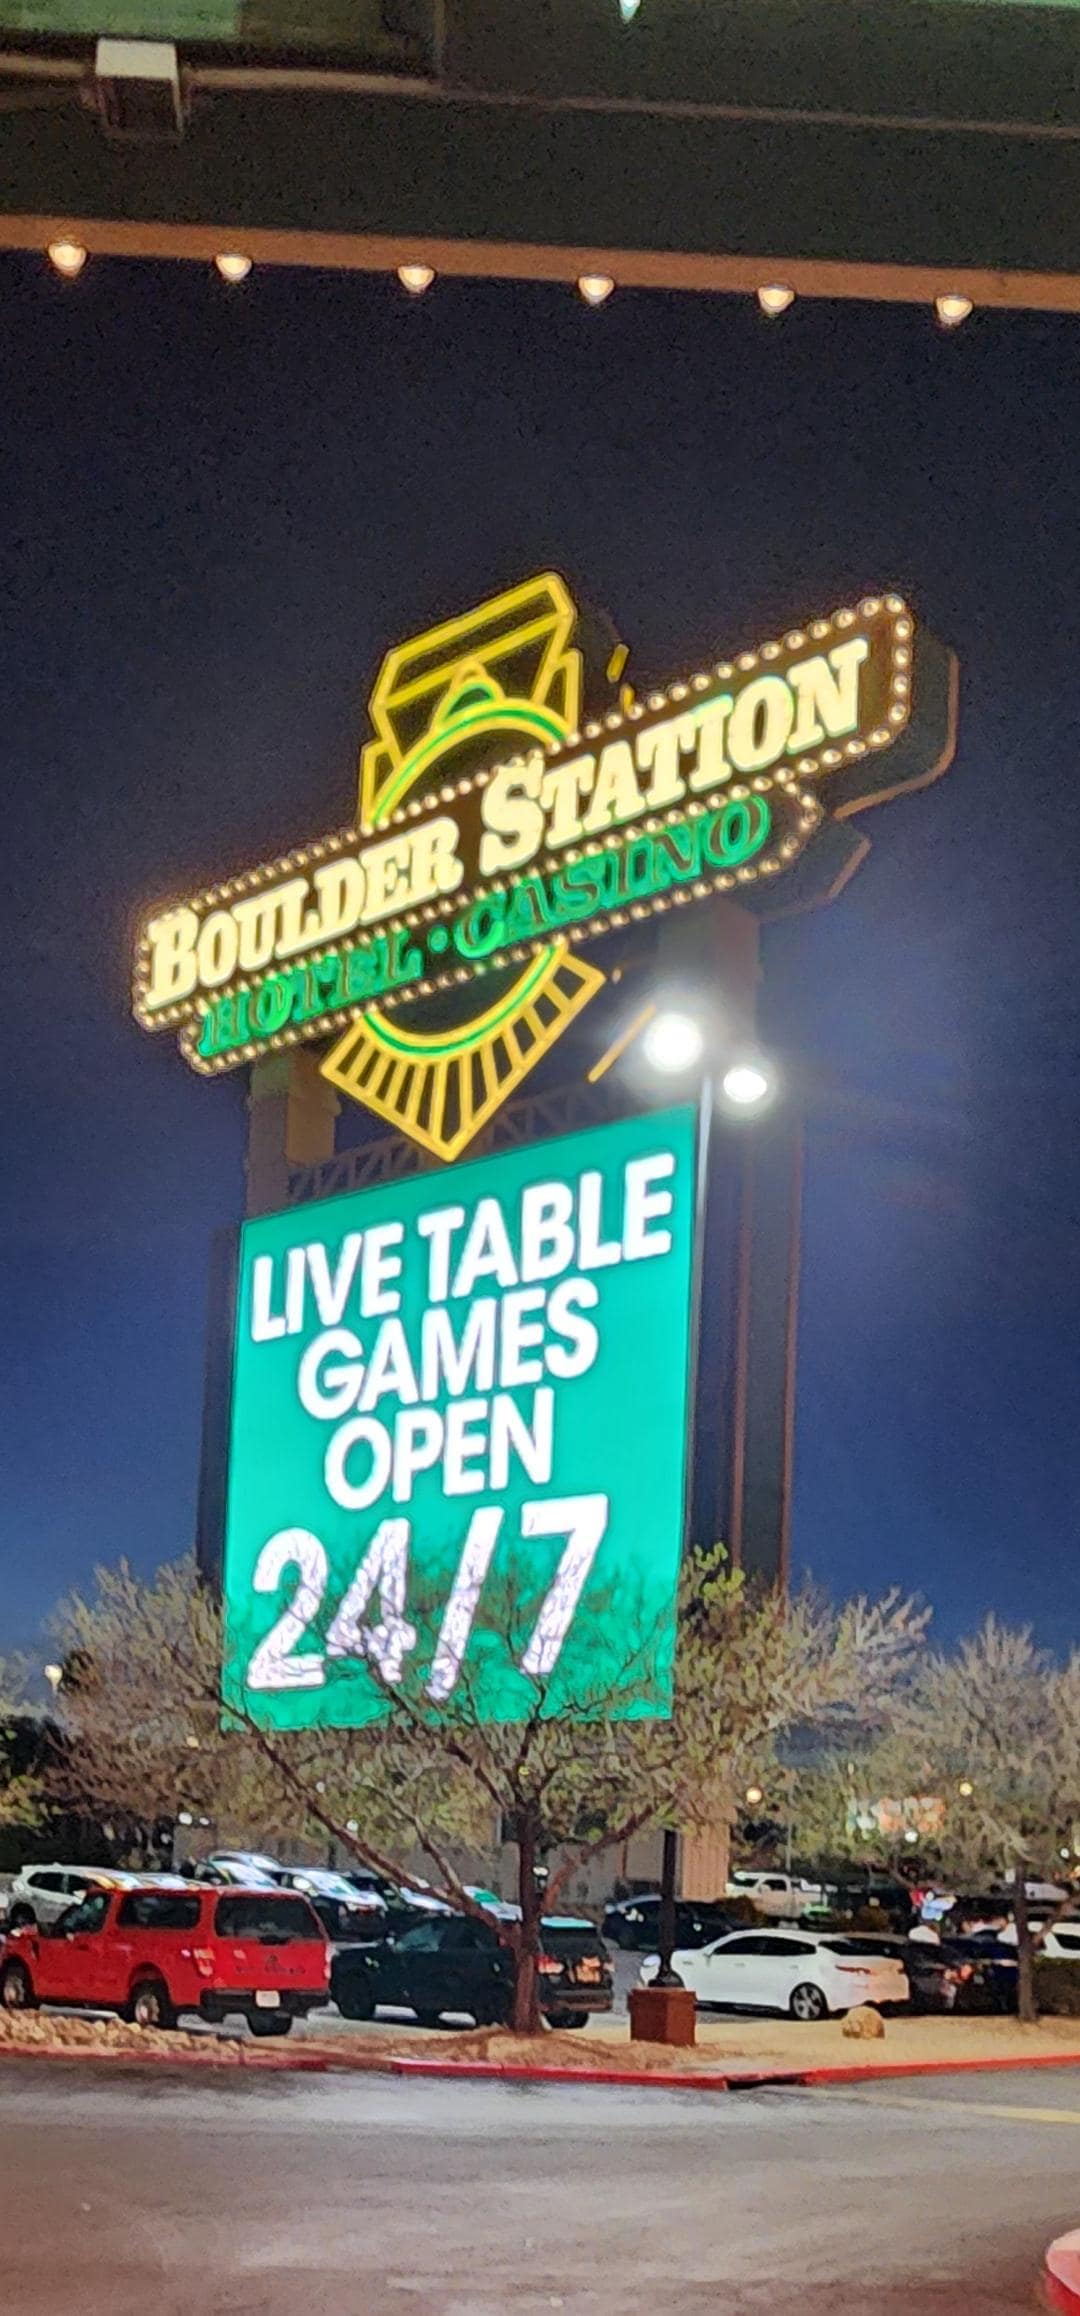 BOULDER STATION
HOTEL • CASINO
LIVE TABLE
GAMES
OPEN
24/7